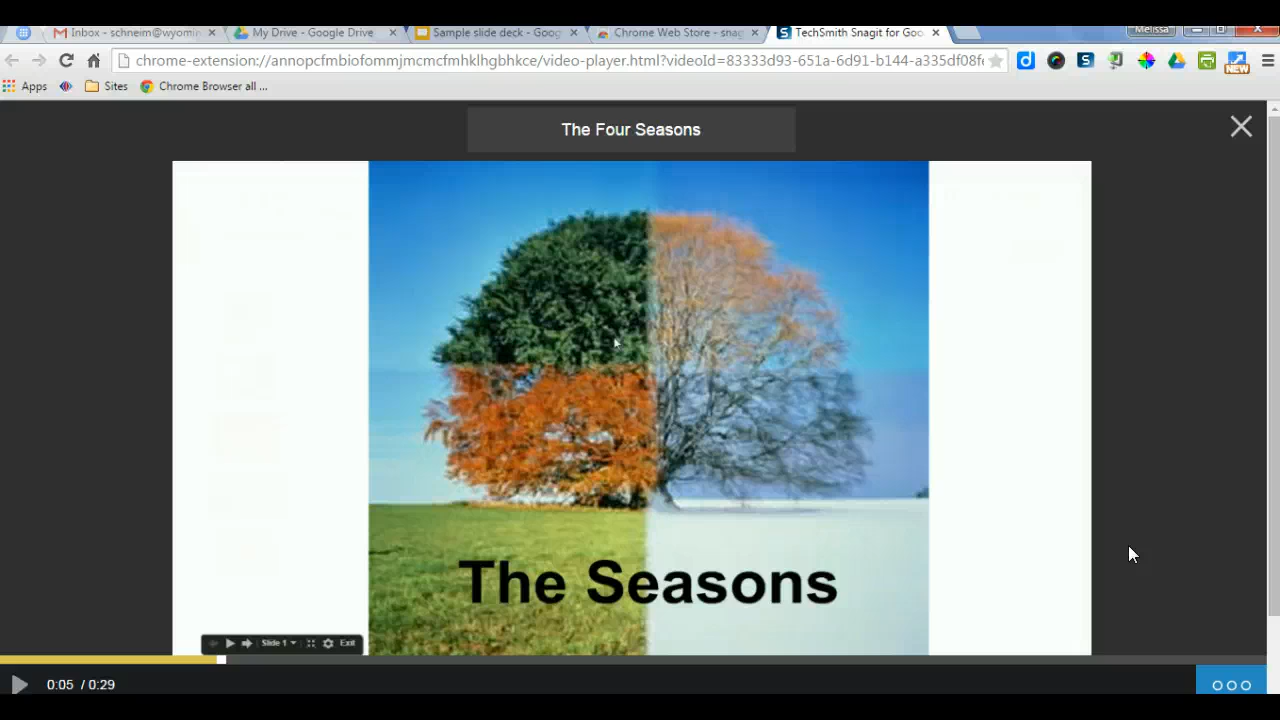 Inbox - schneim@wyomin
My Drive - Google Drive
Sample slide deck - Goog
Chrome Web Store - snag
TechSmith Snagit for Goo
Melissa
chrome-extension://annopcfmbiofommjmcmcfmhklhgbhkce/video-player.html?videoId=83333d93-651a-6d91-b144-a335df08f
NEW
Apps
Sites
Chrome Browser all ...
The Four Seasons
The Seasons
Slide 1
Exit
0:05 / 0:29